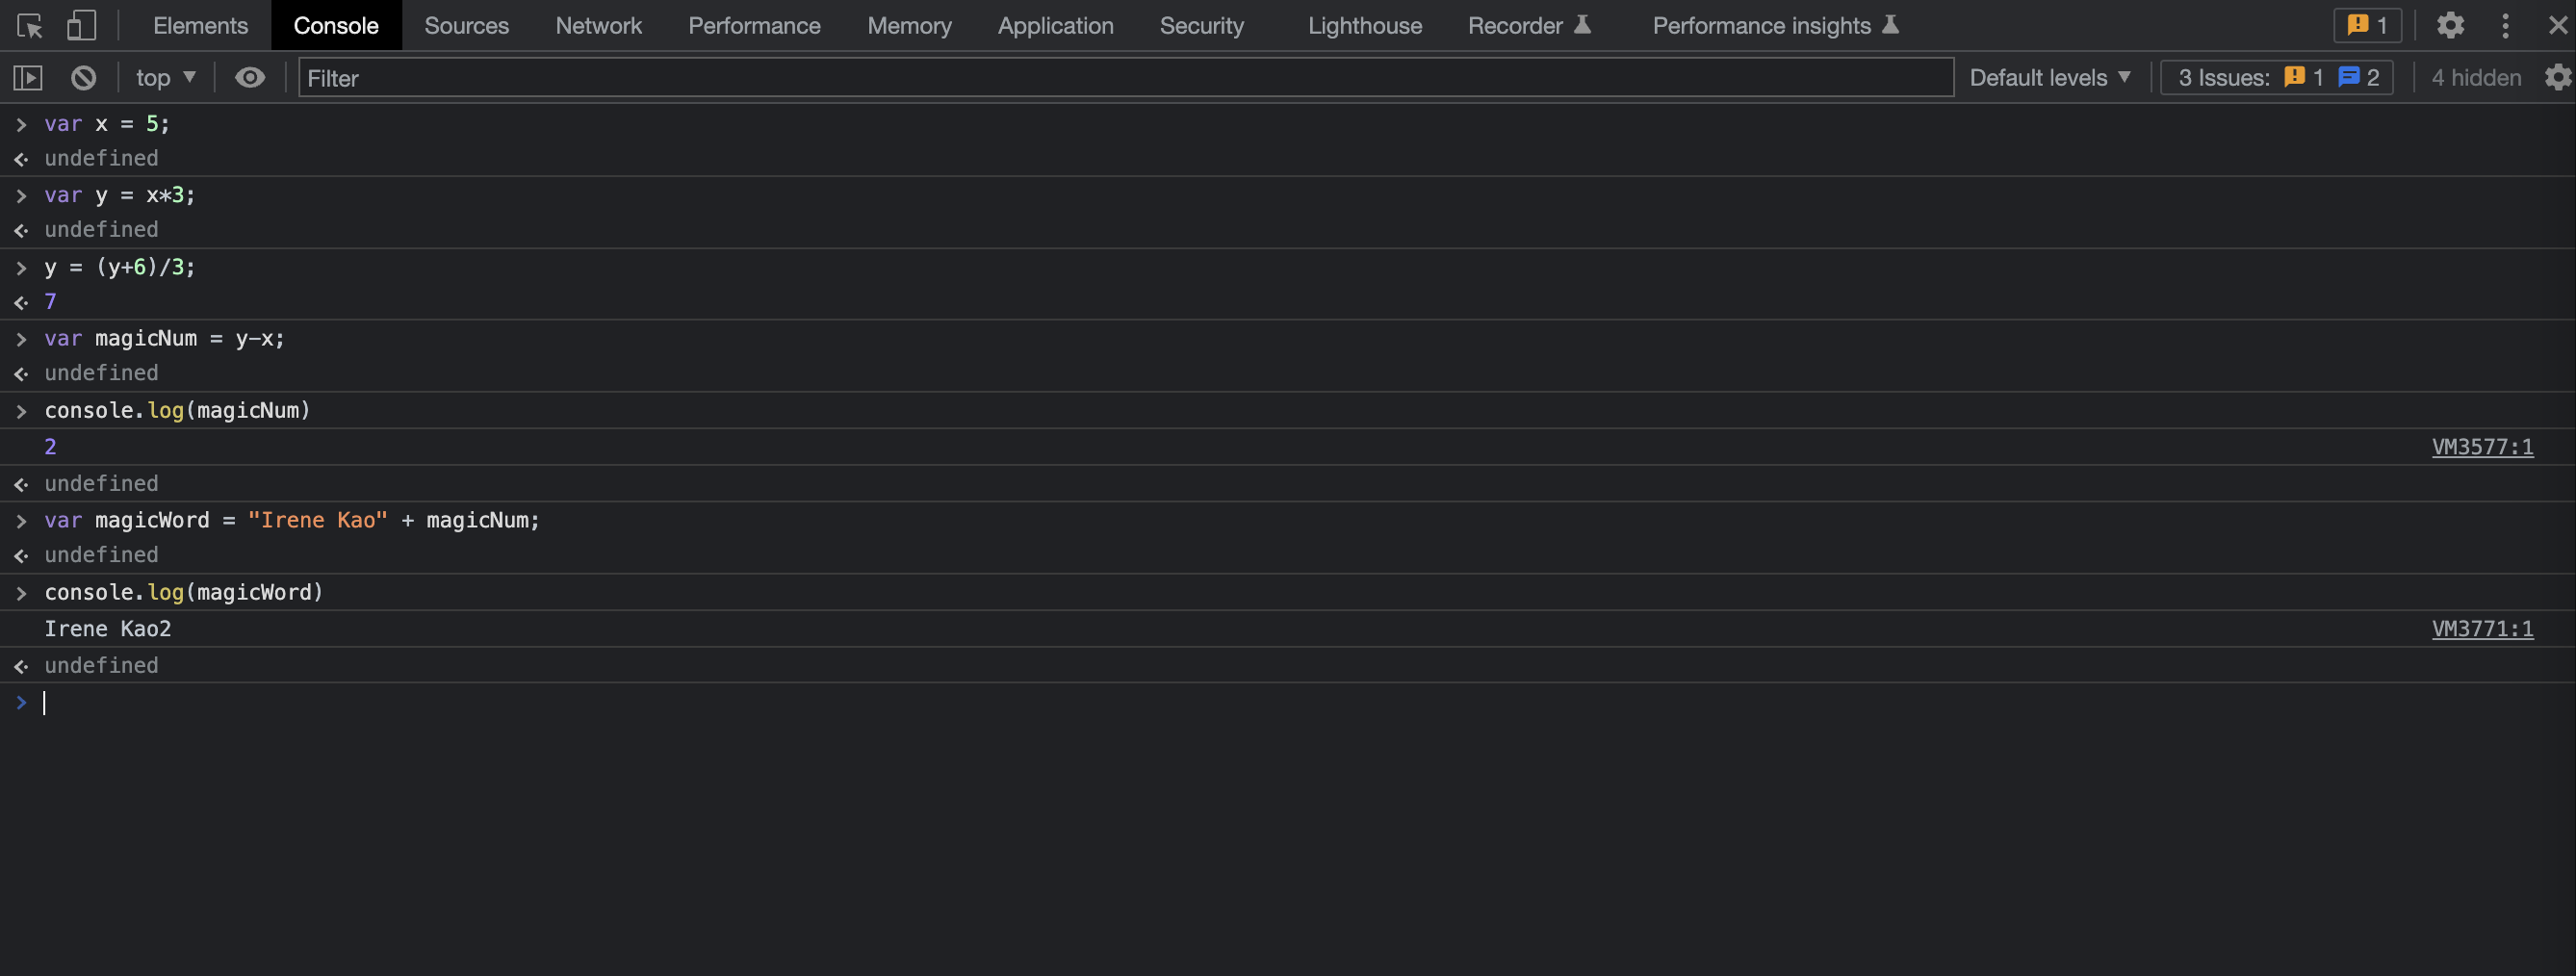 Elements Console Sources Network Performance Memory Application Security Lighthouse Recorder Performance insights 1
top Filter Default levels 3 Issues: 1 2 4 hidden
> var x = 5;
undefined
> var y = x*3;
undefined
> y = (y+6)/3;
7
> var magicNum = y-x;
undefined
> console.log(magicNum)
2 VM3577:1
undefined
> var magicWord = "Irene Kao" + magicNum;
undefined
> console.log(magicWord)
Irene Kao2 VM3771:1
undefined
>